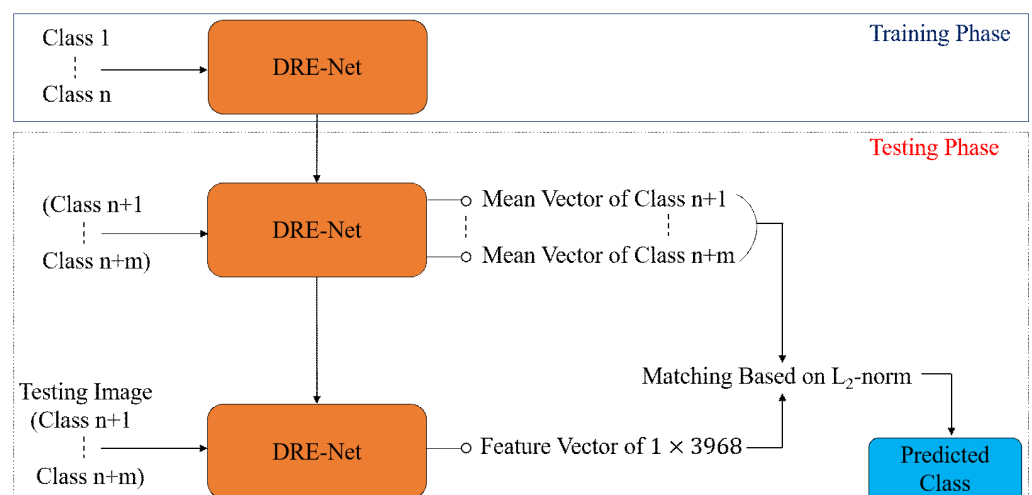 Training Phase
Class 1
Class n
DRE-Net
Testing Phase
(Class n+1
Class n+m)
DRE-Net
Mean Vector of Class n+1
Mean Vector of Class n+m
Matching Based on L₂-norm
Testing Image
(Class n+1
Class n+m)
DRE-Net
Feature Vector of 1 × 3968
Predicted
Class